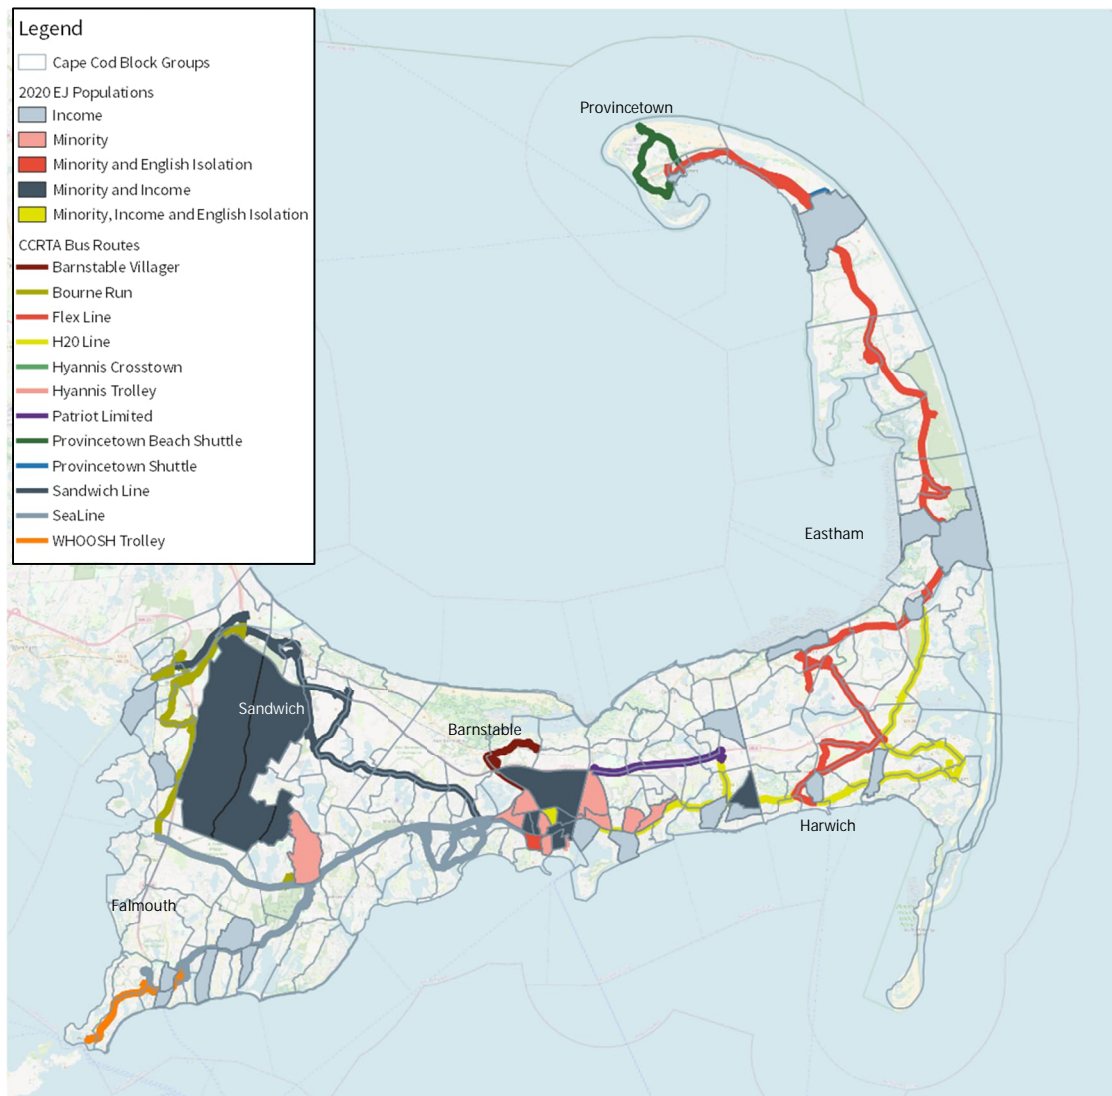 Legend
Cape Cod Block Groups
2020 EJ Populations
Income
Minority
Minority and English Isolation
Minority and Income
Minority, Income and English Isolation
CCRTA Bus Routes
Barnstable Villager
Bourne Run
Flex Line
H20 Line
Hyannis Crosstown
Hyannis Trolley
Patriot Limited
Provincetown Beach Shuttle
Provincetown Shuttle
Sandwich Line
SeaLine
WHOOSH Trolley
Provincetown
Eastham
Sandwich
Barnstable
Harwich
Falmouth